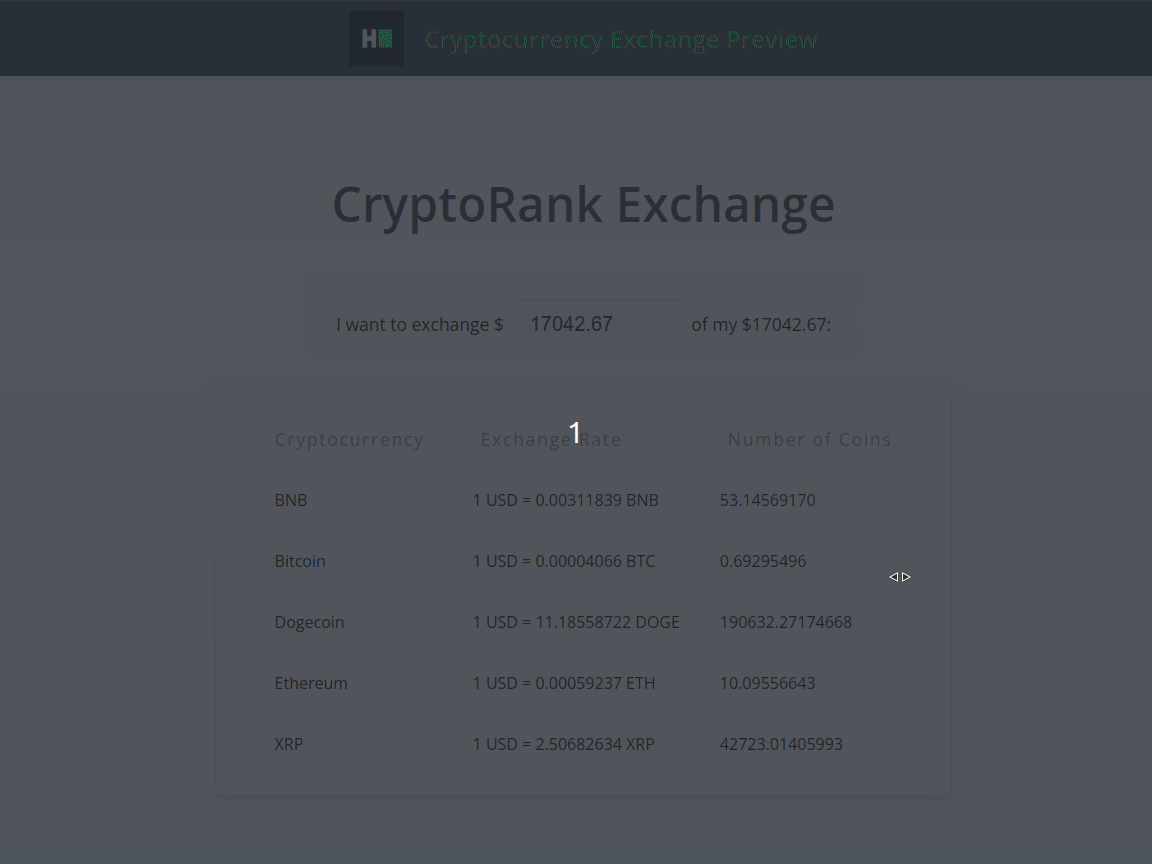 H
Cryptocurrency Exchange Preview
CryptoRank Exchange
I want to exchange $ 17042.67 of my $17042.67:
1
Cryptocurrency Exchange Rate Number of Coins
BNB 1 USD = 0.00311839 BNB 53.14569170
Bitcoin 1 USD = 0.00004066 BTC 0.69295496
Dogecoin 1 USD = 11.18558722 DOGE 190632.27174668
Ethereum 1 USD = 0.00059237 ETH 10.09556643
XRP 1 USD = 2.50682634 XRP 42723.01405993